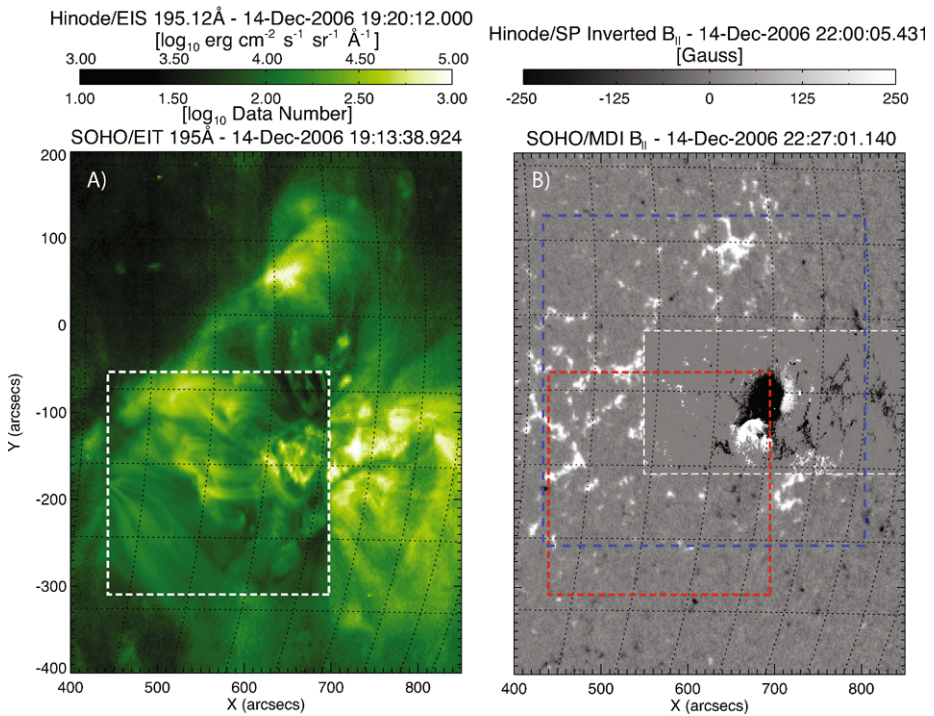 Hinode/EIS 195.12Å - 14-Dec-2006 19:20:12.000
[log₁₀ erg cm⁻² s⁻¹ sr⁻¹ Å⁻¹]
3.00 3.50 4.00 4.50 5.00
1.00 1.50 2.00 2.50 3.00
[log₁₀ Data Number]
SOHO/EIT 195Å - 14-Dec-2006 19:13:38.924
A)
200
100
0
-100
-200
-300
-400
Y (arcsecs)
400 500 600 700 800
X (arcsecs)
Hinode/SP Inverted B_II - 14-Dec-2006 22:00:05.431
[Gauss]
-250 -125 0 125 250
SOHO/MDI B_II - 14-Dec-2006 22:27:01.140
B)
400 500 600 700 800
X (arcsecs)